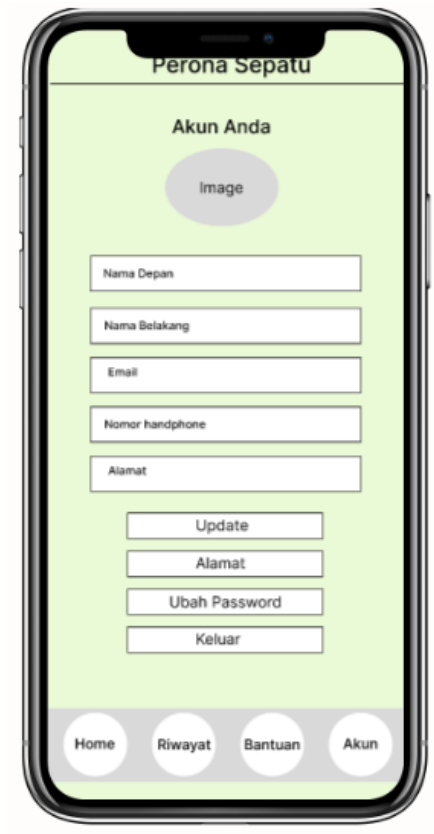 Perona Sepatu
Akun Anda
Image
Nama Depan
Nama Belakang
Email
Nomor handphone
Alamat
Update
Alamat
Ubah Password
Keluar
Home Riwayat Bantuan Akun